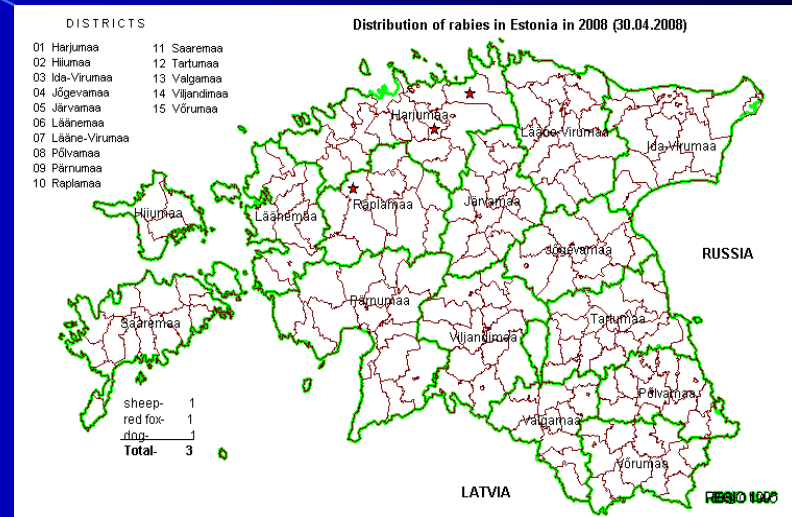 DISTRICTS
Distribution of rabies in Estonia in 2008 (30.04.2008)
01 Harjumaa
02 Hiiumaa
03 Ida-Virumaa
04 Jõgevamaa
05 Järvamaa
06 Läänemaa
07 Lääne-Virumaa
08 Põlvamaa
09 Pärnumaa
10 Raplamaa
11 Saaremaa
12 Tartumaa
13 Valgamaa
14 Viljandimaa
15 Võrumaa
Harjumaa
Lääne-Virumaa
Ida-Virumaa
Hiiumaa
Läänemaa
Raplamaa
Järvamaa
Jõgevamaa
RUSSIA
Saaremaa
Pärnumaa
Viljandimaa
Tartumaa
Põlvamaa
Valgamaa
Võrumaa
sheep- 1
red fox- 1
dog- 1
Total- 3
LATVIA